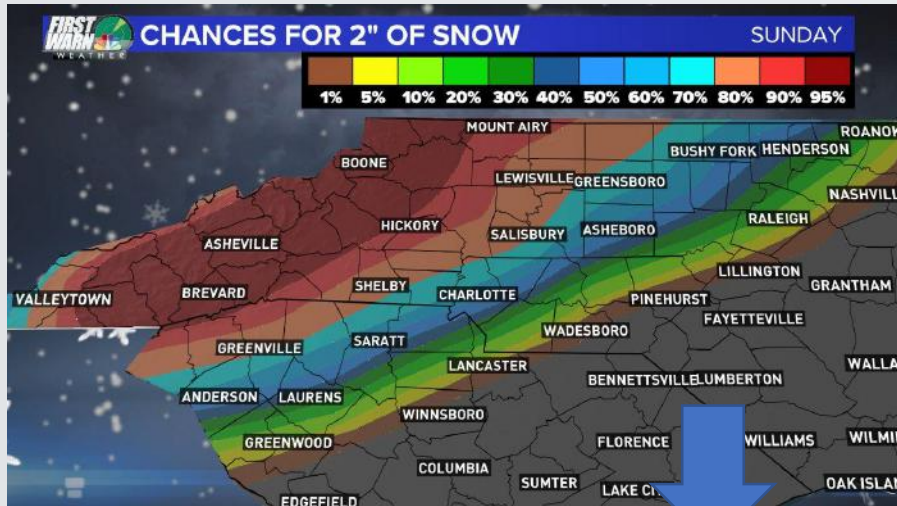 FIRST
WARN
WEATHER
CHANCES FOR 2" OF SNOW
SUNDAY
1% 5% 10% 20% 30% 40% 50% 60% 70% 80% 90% 95%
MOUNT AIRY
ROANOK
BOONE
BUSHY FORK HENDERSON
LEWISVILLE GREENSBORO
NASHVILL
HICKORY
RALEIGH
ASHEVILLE
SALISBURY ASHEBORO
LILLINGTON
VALLEYTOWN BREVARD SHELBY CHARLOTTE
PINEHURST GRANTHAM
FAYETTEVILLE
WADESBORO
GREENVILLE SARATT
LANCASTER
WALLA
BENNETTSVILLE LUMBERTON
ANDERSON LAURENS
WINNSBORO
GREENWOOD
FLORENCE WILLIAMS WILMI
COLUMBIA
SUMTER LAKE CI OAK ISLAN
EDGEFIELD